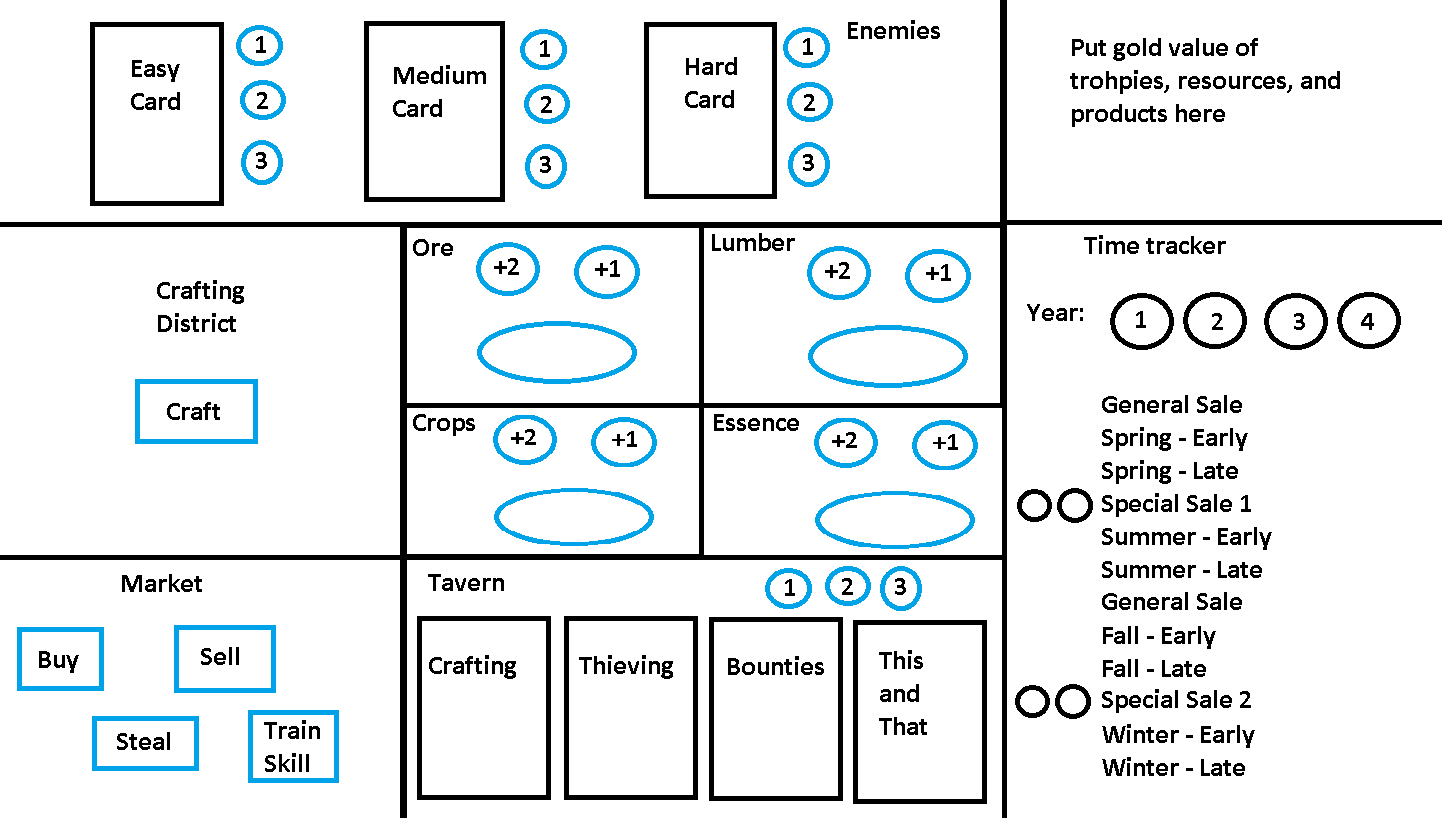 Easy
Card
1
2
3
Medium
Card
1
2
3
Hard
Card
1
2
3
Enemies
Put gold value of
trohpies, resources, and
products here
Crafting
District
Craft
Ore
+2
+1
Lumber
+2
+1
Crops
+2
+1
Essence
+2
+1
Time tracker
Year:
1
2
3
4
General Sale
Spring - Early
Spring - Late
Special Sale 1
Summer - Early
Summer - Late
General Sale
Fall - Early
Fall - Late
Special Sale 2
Winter - Early
Winter - Late
Market
Buy
Sell
Steal
Train
Skill
Tavern
1
2
3
Crafting
Thieving
Bounties
This
and
That